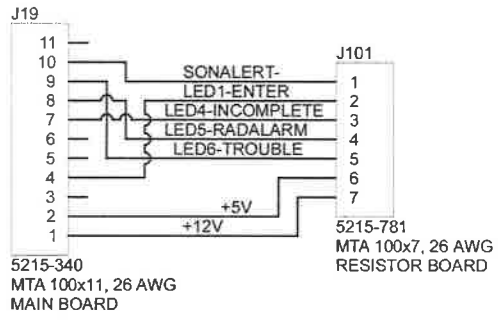 J19
11
10
9
8
7
6
5
4
3
2
1
SONALERT-
LED1-ENTER
LED4-INCOMPLETE
LED5-RADALARM
LED6-TROUBLE
+5V
+12V
J101
1
2
3
4
5
6
7
5215-340
MTA 100x11, 26 AWG
MAIN BOARD
5215-781
MTA 100x7, 26 AWG
RESISTOR BOARD